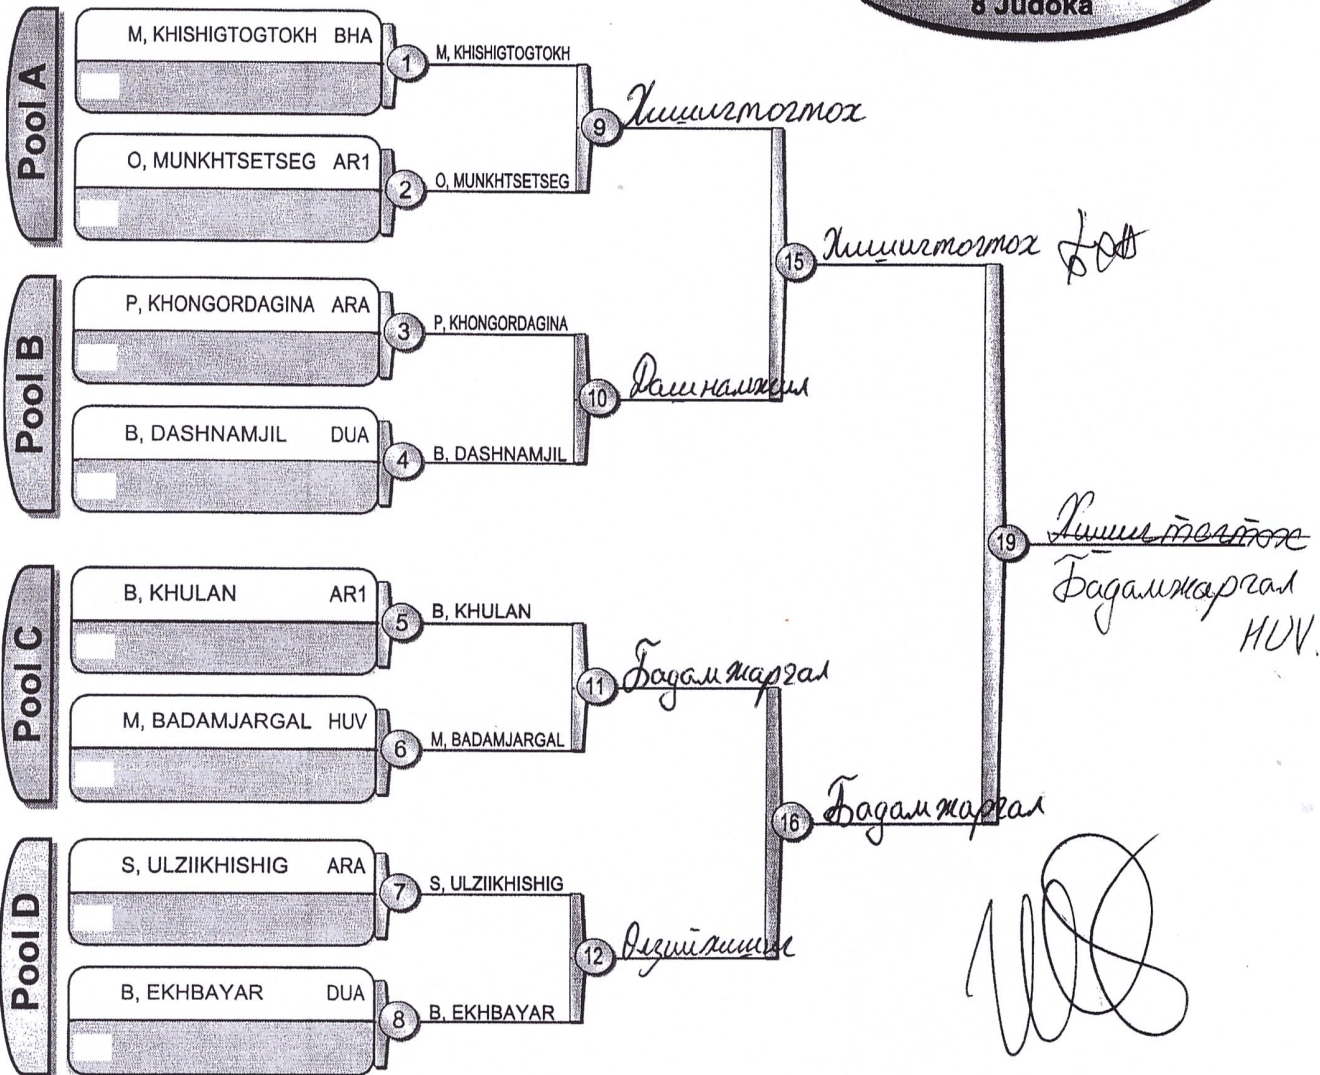 8 Judoka
Pool A
M, KHISHIGTOGTOKH BHA
1
M, KHISHIGTOGTOKH
9
Хишигтогтох
O, MUNKHTSETSEG AR1
2
O, MUNKHTSETSEG
15
Хишигтогтох
Pool B
P, KHONGORDAGINA ARA
3
P, KHONGORDAGINA
10
Дашнамжил
B, DASHNAMJIL DUA
4
B, DASHNAMJIL
19
Хишигтогтох
Бадамжаргал
HUV.
Pool C
B, KHULAN AR1
5
B, KHULAN
11
Бадамжаргал
M, BADAMJARGAL HUV
6
M, BADAMJARGAL
16
Бадамжаргал
Pool D
S, ULZIIKHISHIG ARA
7
S, ULZIIKHISHIG
12
Олзийхишиг
B, EKHBAYAR DUA
8
B, EKHBAYAR